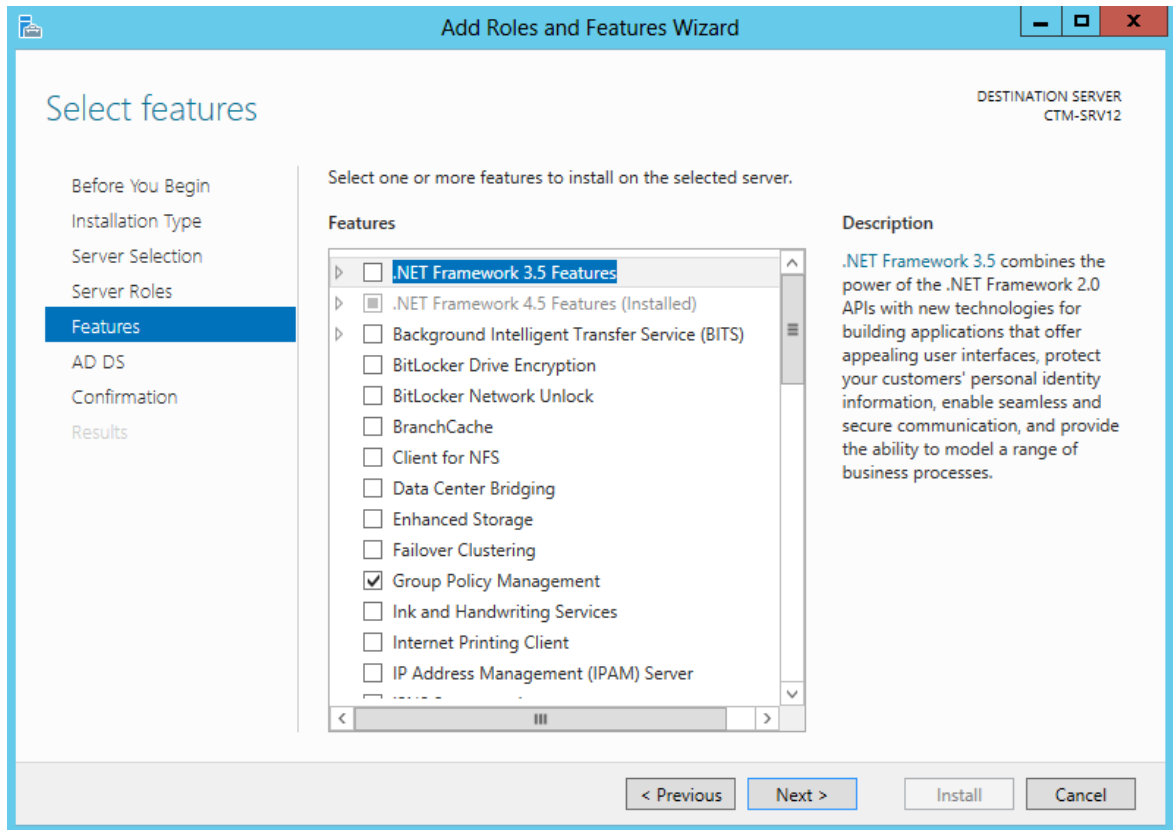 Add Roles and Features Wizard
Select features
DESTINATION SERVER
CTM-SRV12
Before You Begin
Installation Type
Server Selection
Server Roles
Features
AD DS
Confirmation
Results
Select one or more features to install on the selected server.
Features
.NET Framework 3.5 Features
.NET Framework 4.5 Features (Installed)
Background Intelligent Transfer Service (BITS)
BitLocker Drive Encryption
BitLocker Network Unlock
BranchCache
Client for NFS
Data Center Bridging
Enhanced Storage
Failover Clustering
Group Policy Management
Ink and Handwriting Services
Internet Printing Client
IP Address Management (IPAM) Server
Description
.NET Framework 3.5 combines the
power of the .NET Framework 2.0
APIs with new technologies for
building applications that offer
appealing user interfaces, protect
your customers' personal identity
information, enable seamless and
secure communication, and provide
the ability to model a range of
business processes.
< Previous
Next >
Install
Cancel